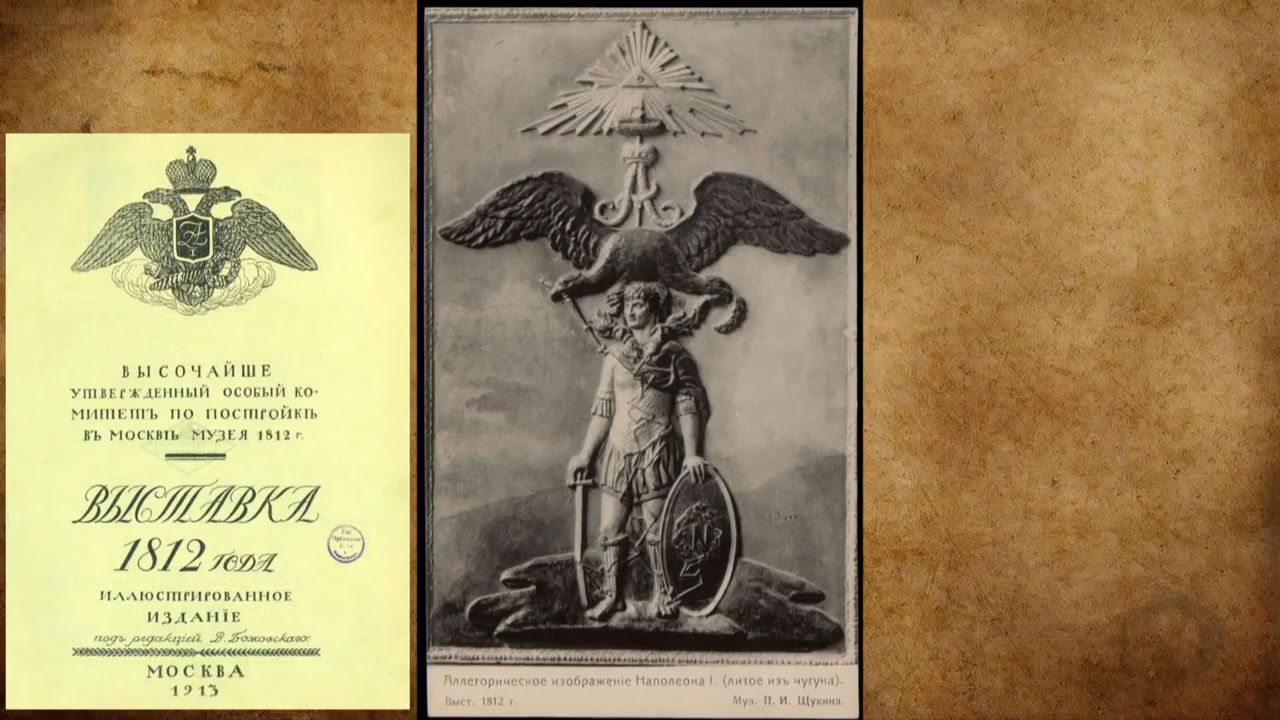 ВЫСОЧАЙШЕ
УТВЕРЖДЕННЫЙ ОСОБЫЙ КО-
МИТЕТЪ ПО ПОСТРОЙКѢ
ВЪ МОСКВѢ МУЗЕЯ 1812 г.
ВЫСТАВКА
1812 ГОДА
ИЛЛЮСТРИРОВАННОЕ
ИЗДАНІЕ
подъ редакціей В. Божовскаго.
МОСКВА
1913
Аллегорическое изображеніе Наполеона I. (литое изъ чугуна).
Выст. 1812 г. Муз. П. И. Щукина.